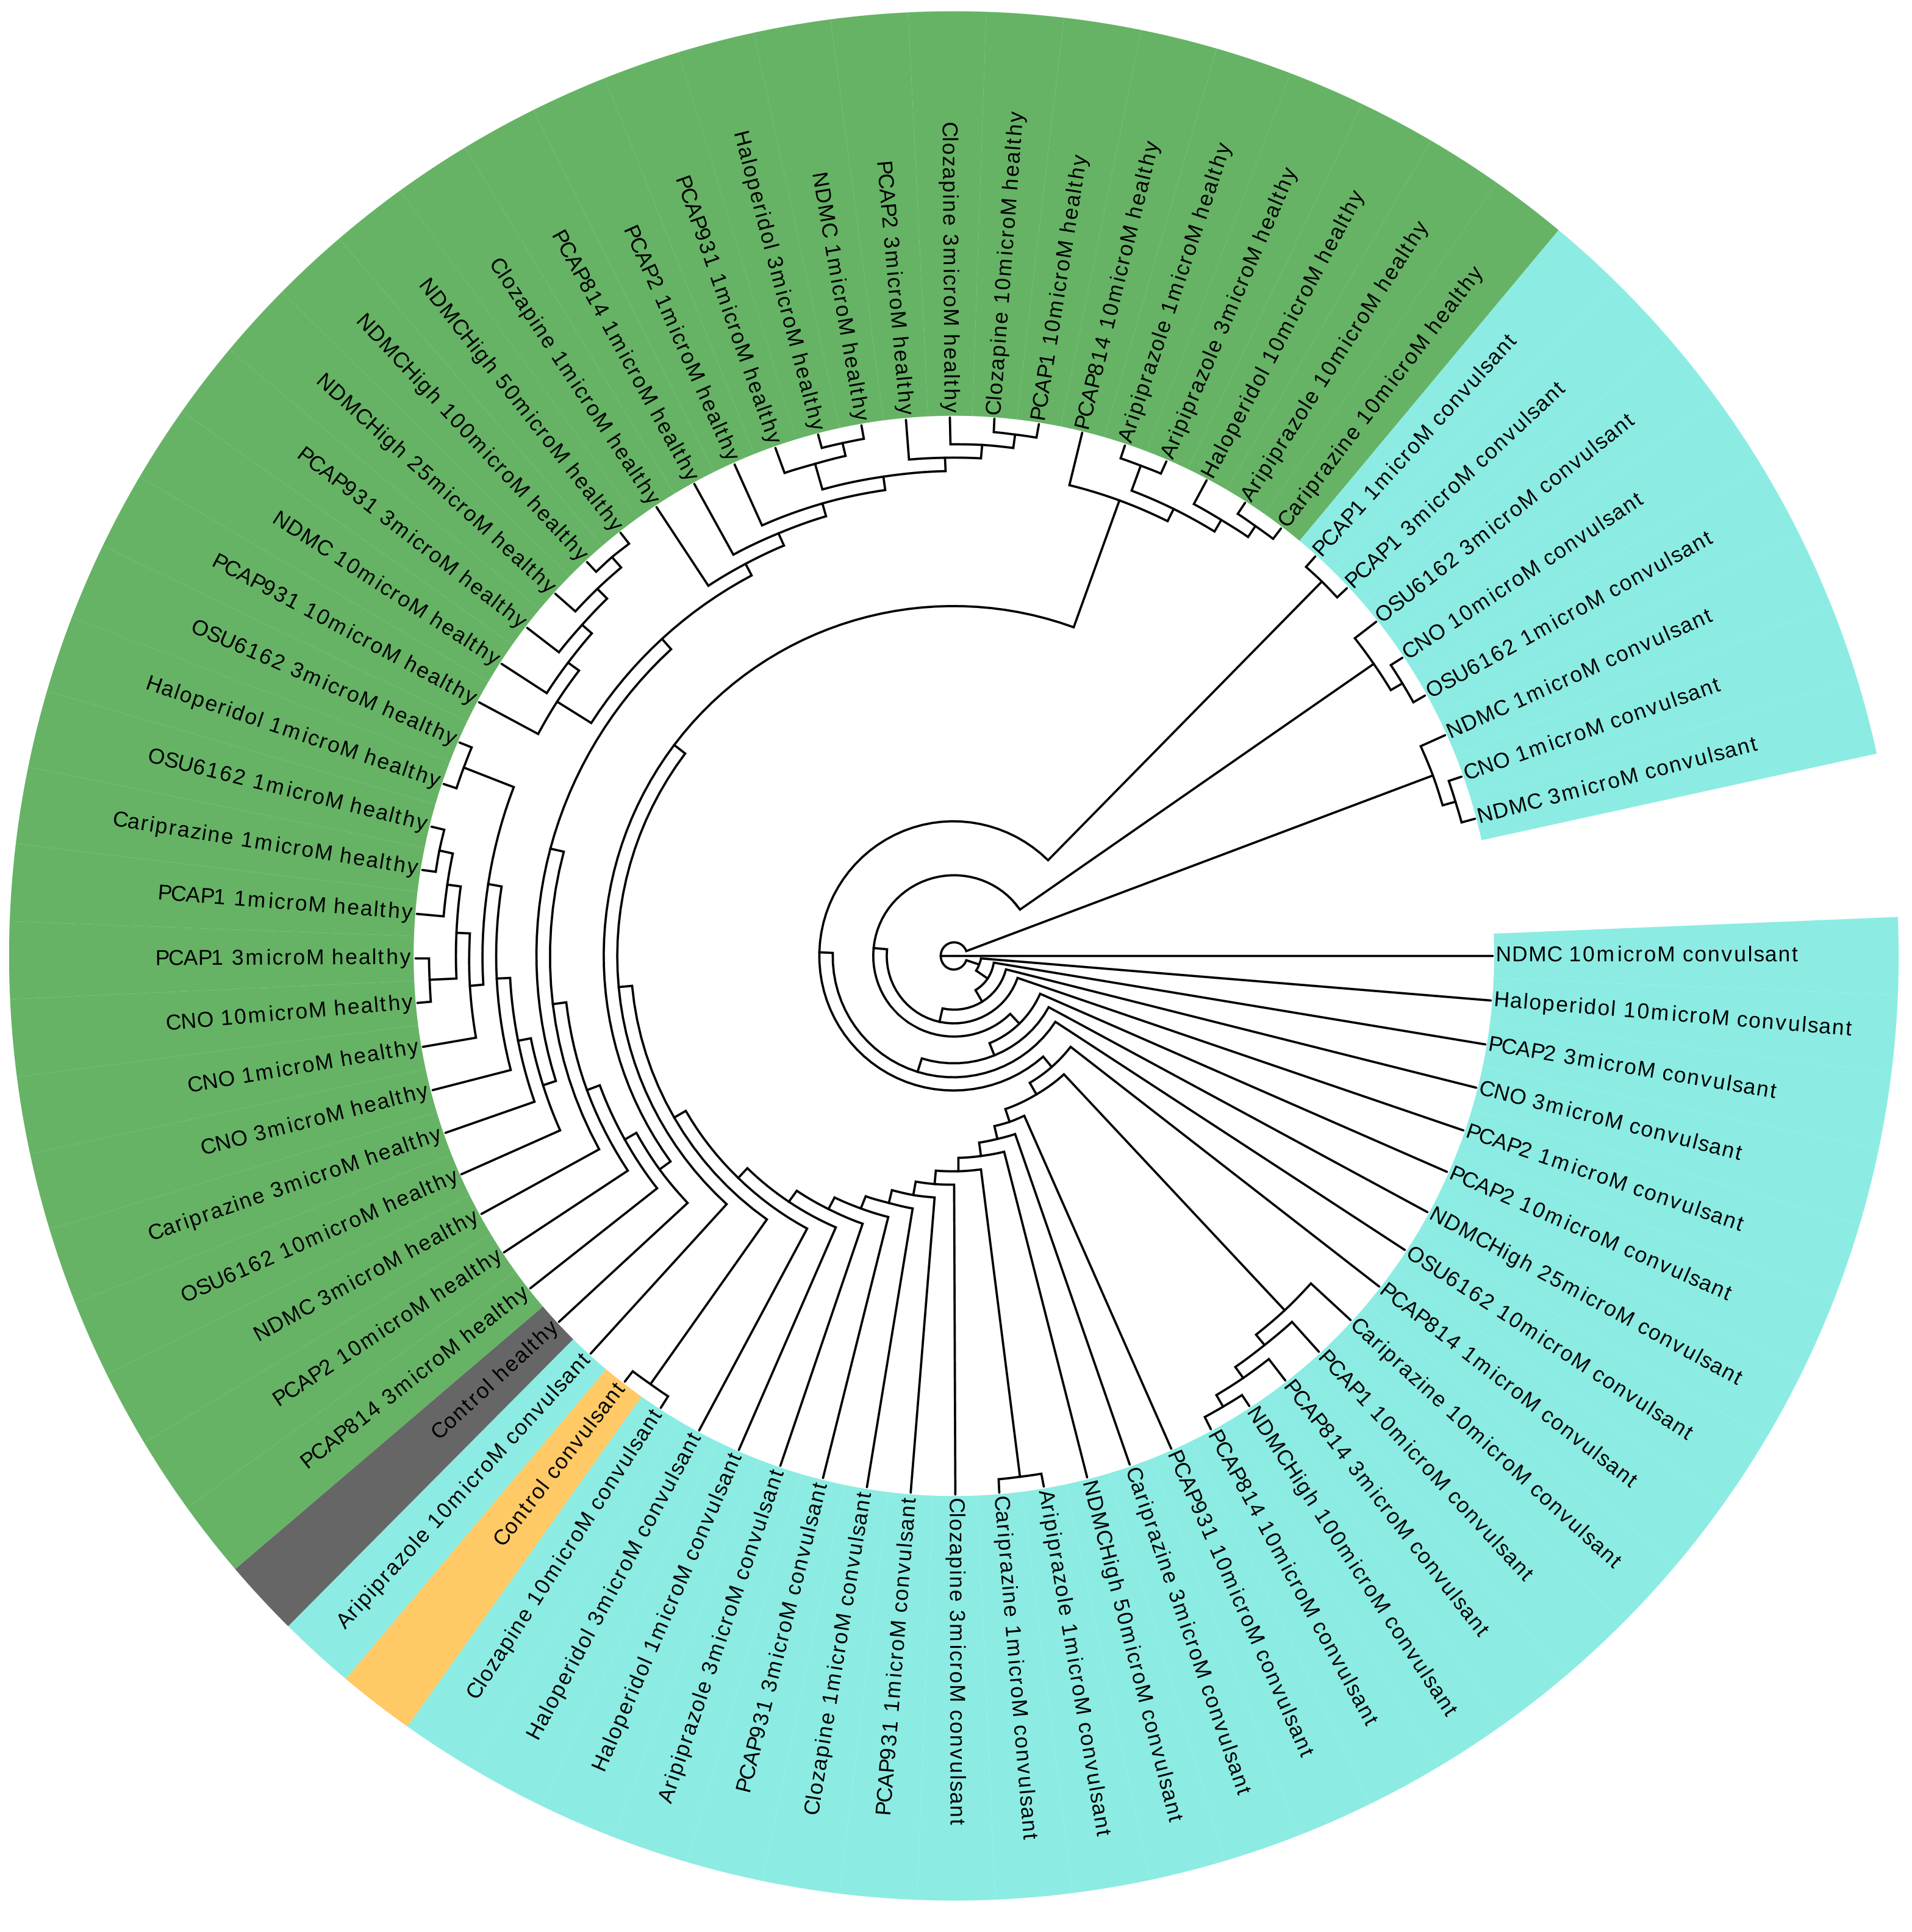 NDMC 10microM convulsant
Haloperidol 10microM convulsant
PCAP2 3microM convulsant
CNO 3microM convulsant
PCAP2 1microM convulsant
PCAP2 10microM convulsant
NDMCHigh 25microM convulsant
OSU6162 10microM convulsant
PCAP814 1microM convulsant
Cariprazine 10microM convulsant
PCAP1 10microM convulsant
PCAP814 3microM convulsant
NDMCHigh 100microM convulsant
PCAP814 10microM convulsant
PCAP931 10microM convulsant
Cariprazine 3microM convulsant
NDMCHigh 50microM convulsant
Aripiprazole 1microM convulsant
Cariprazine 1microM convulsant
Clozapine 3microM convulsant
PCAP931 1microM convulsant
Clozapine 1microM convulsant
PCAP931 3microM convulsant
Aripiprazole 3microM convulsant
Haloperidol 1microM convulsant
Haloperidol 3microM convulsant
Clozapine 10microM convulsant
Control convulsant
Aripiprazole 10microM convulsant
Control healthy
PCAP814 3microM healthy
PCAP2 10microM healthy
NDMC 3microM healthy
OSU6162 10microM healthy
Cariprazine 3microM healthy
CNO 3microM healthy
CNO 1microM healthy
CNO 10microM healthy
PCAP1 3microM healthy
PCAP1 1microM healthy
Cariprazine 1microM healthy
OSU6162 1microM healthy
Haloperidol 1microM healthy
OSU6162 3microM healthy
PCAP931 10microM healthy
NDMC 10microM healthy
PCAP931 3microM healthy
NDMCHigh 25microM healthy
NDMCHigh 100microM healthy
NDMCHigh 50microM healthy
Clozapine 1microM healthy
PCAP814 1microM healthy
PCAP2 1microM healthy
PCAP931 1microM healthy
Haloperidol 3microM healthy
NDMC 1microM healthy
PCAP2 3microM healthy
Clozapine 3microM healthy
Clozapine 10microM healthy
PCAP1 10microM healthy
PCAP814 10microM healthy
Aripiprazole 1microM healthy
Aripiprazole 3microM healthy
Haloperidol 10microM healthy
Aripiprazole 10microM healthy
Cariprazine 10microM healthy
PCAP1 1microM convulsant
PCAP1 3microM convulsant
OSU6162 3microM convulsant
CNO 10microM convulsant
OSU6162 1microM convulsant
NDMC 1microM convulsant
CNO 1microM convulsant
NDMC 3microM convulsant